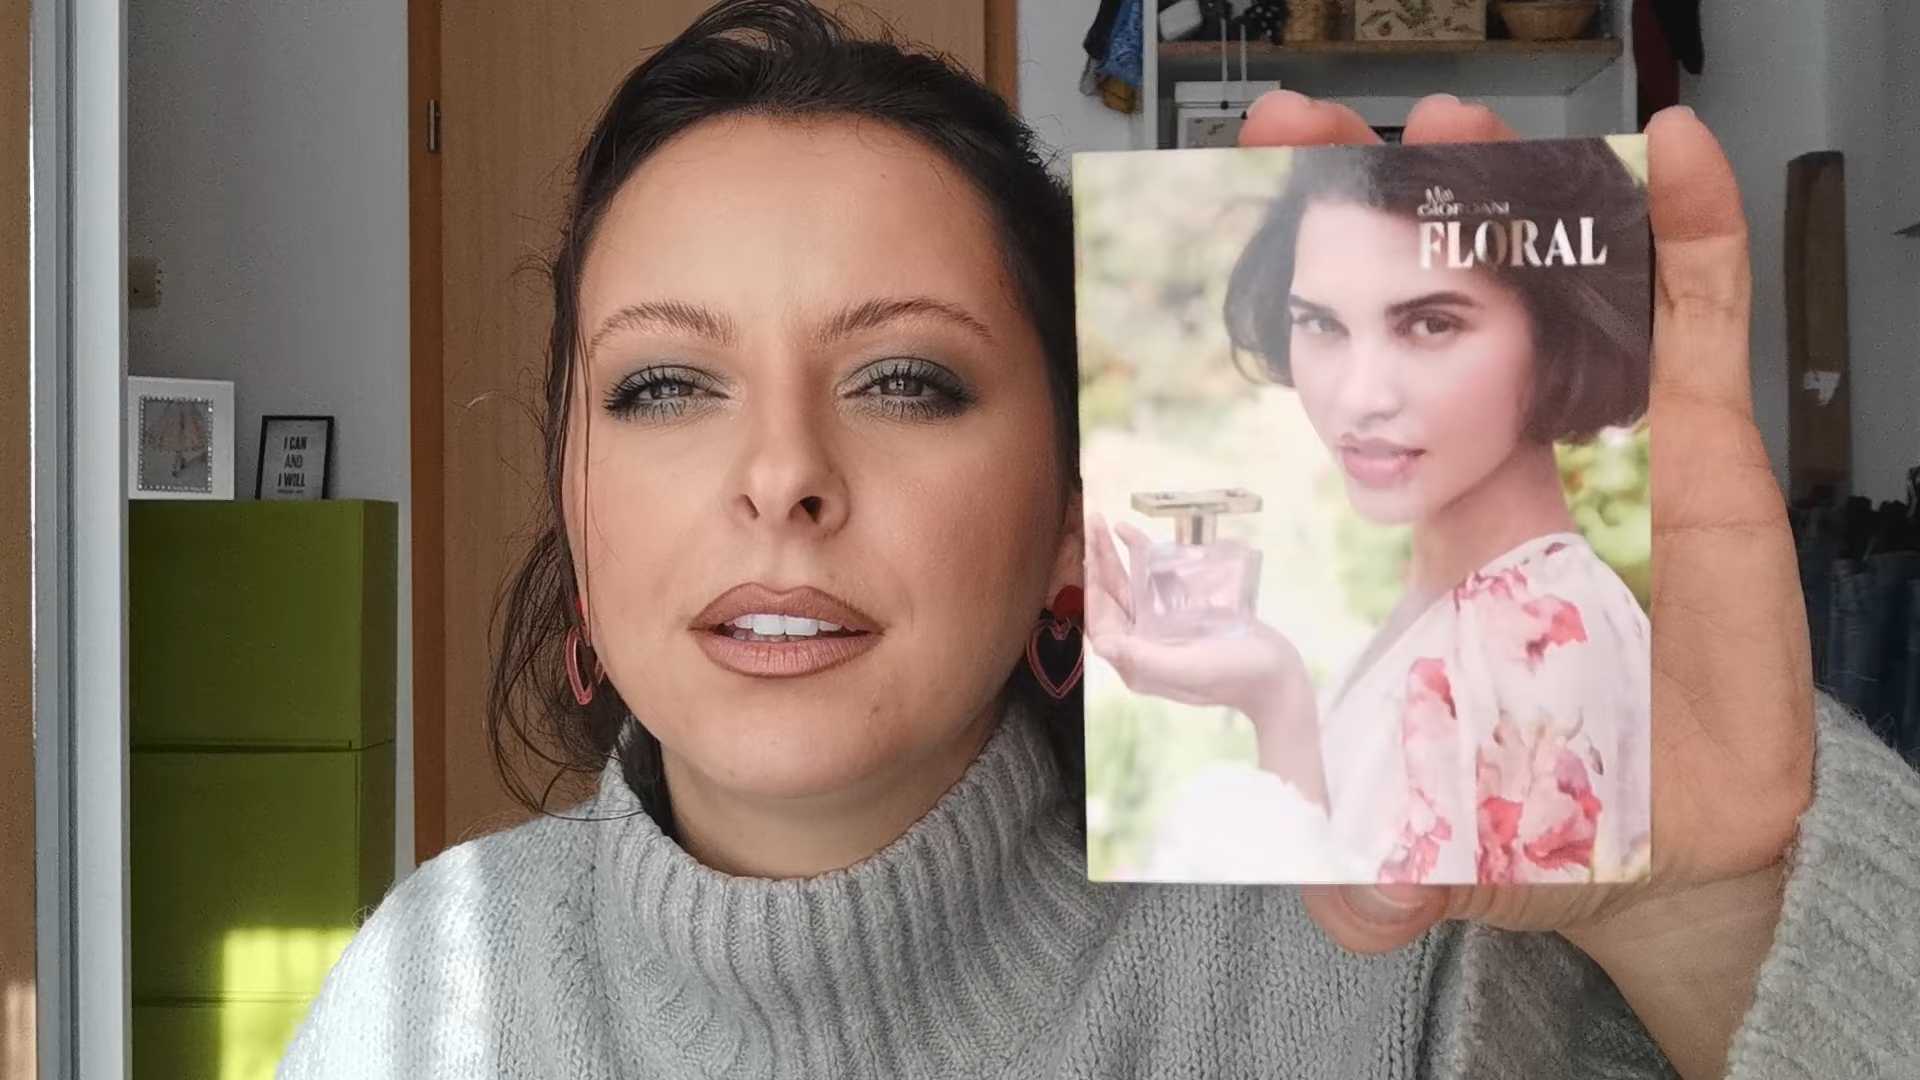 I CAN
AND
I WILL
Miss
GIORDANI
FLORAL